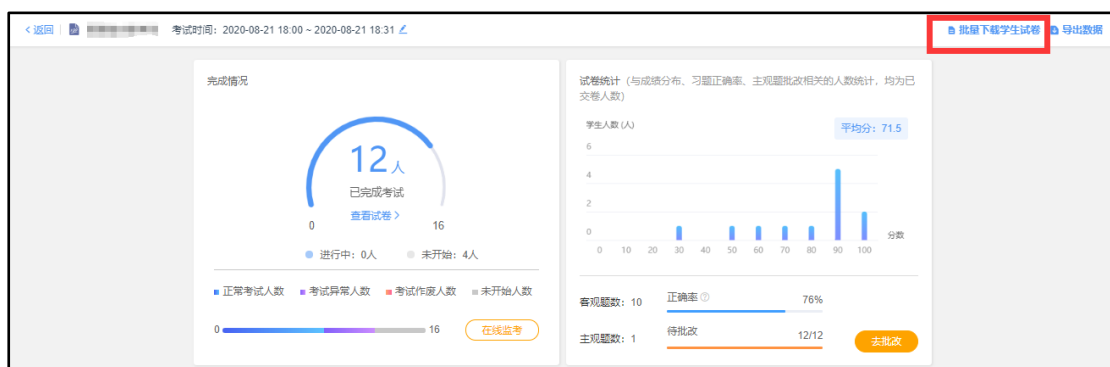 < 返回
考试时间：2020-08-21 18:00 ~ 2020-08-21 18:31
批量下载学生试卷
导出数据
完成情况
12人
已完成考试
查看试卷 >
0
16
进行中：0人
未开始：4人
正常考试人数
考试异常人数
考试作废人数
未开始人数
0
16
在线监考
试卷统计（与成绩分布、习题正确率、主观题批改相关的人数统计，均为已
交卷人数）
学生人数(人)
平均分：71.5
6
4
2
0
分数
0 10 20 30 40 50 60 70 80 90 100
客观题数：10
正确率
76%
主观题数：1
待批改
12/12
去批改